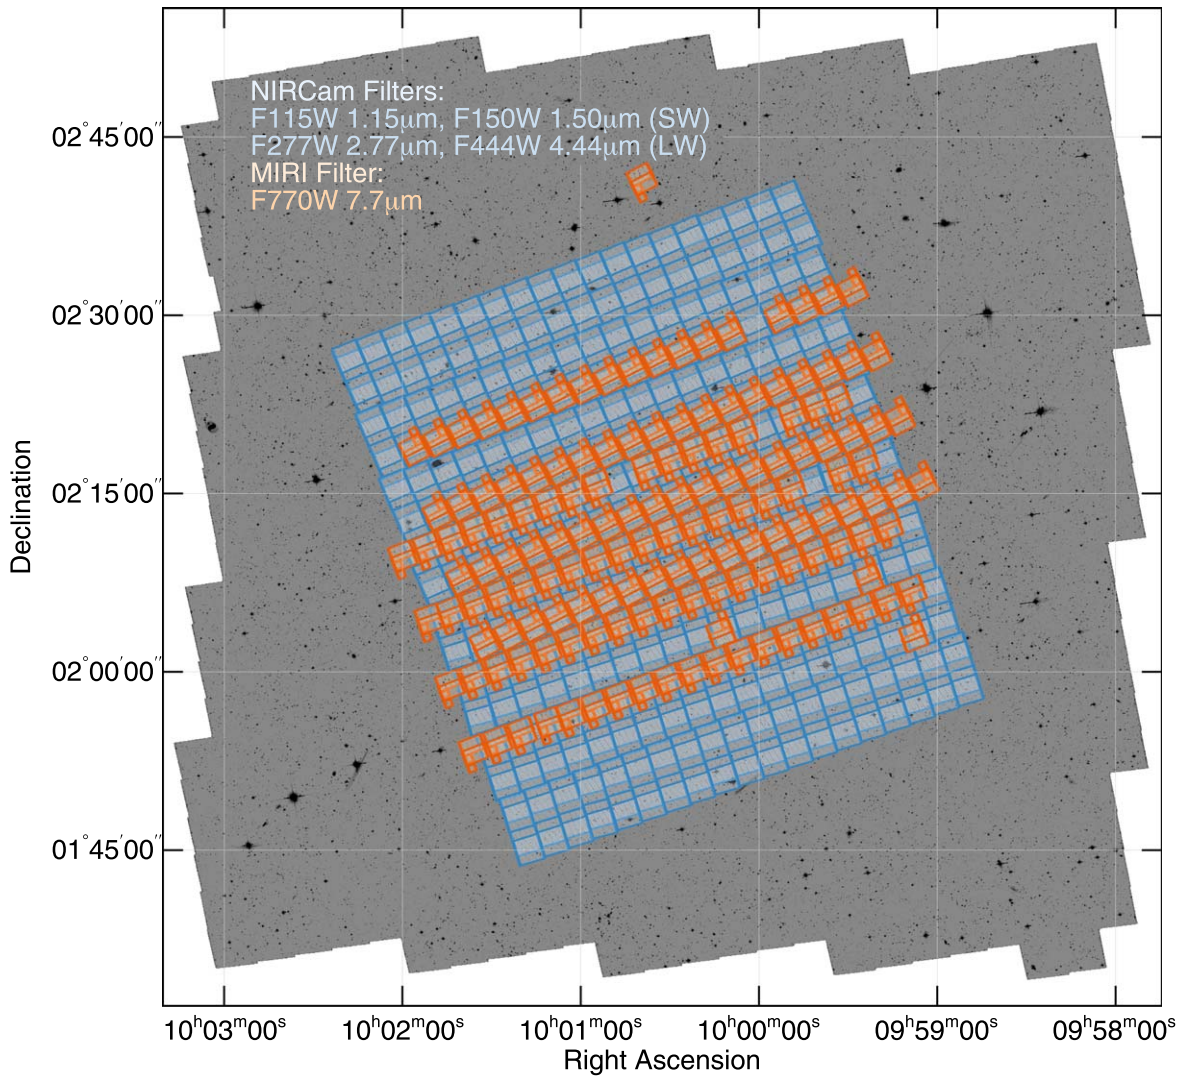 NIRCam Filters:
F115W 1.15μm, F150W 1.50μm (SW)
F277W 2.77μm, F444W 4.44μm (LW)
MIRI Filter:
F770W 7.7μm
02°45′00″
02°30′00″
02°15′00″
02°00′00″
01°45′00″
Declination
10ʰ03ᵐ00ˢ 10ʰ02ᵐ00ˢ 10ʰ01ᵐ00ˢ 10ʰ00ᵐ00ˢ 09ʰ59ᵐ00ˢ 09ʰ58ᵐ00ˢ
Right Ascension